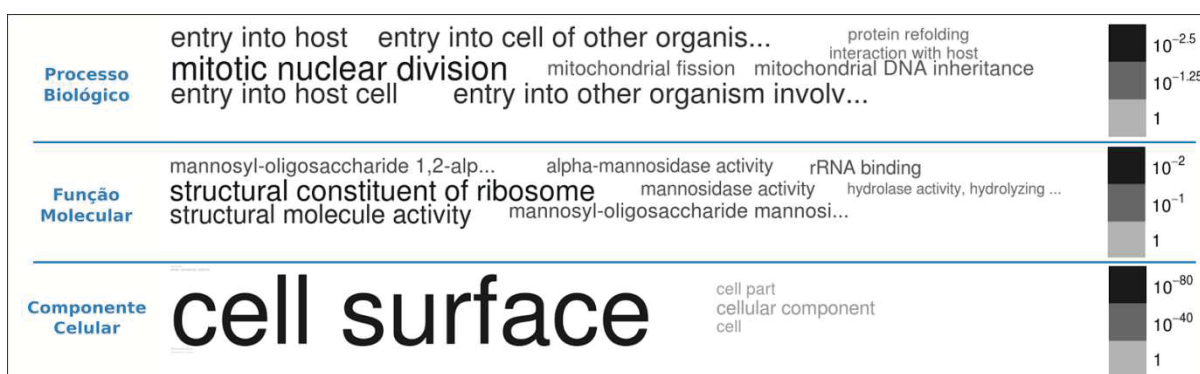 entry into host entry into cell of other organis... protein refolding
interaction with host
Processo Biológico
mitotic nuclear division mitochondrial fission mitochondrial DNA inheritance
entry into host cell entry into other organism involv...
10^-2.5
10^-1.25
1
mannosyl-oligosaccharide 1,2-alp... alpha-mannosidase activity rRNA binding
Função Molecular
structural constituent of ribosome mannosidase activity hydrolase activity, hydrolyzing ...
structural molecule activity mannosyl-oligosaccharide mannosi...
10^-2
10^-1
1
Componente Celular
cell surface
cell part
cellular component
cell
10^-80
10^-40
1